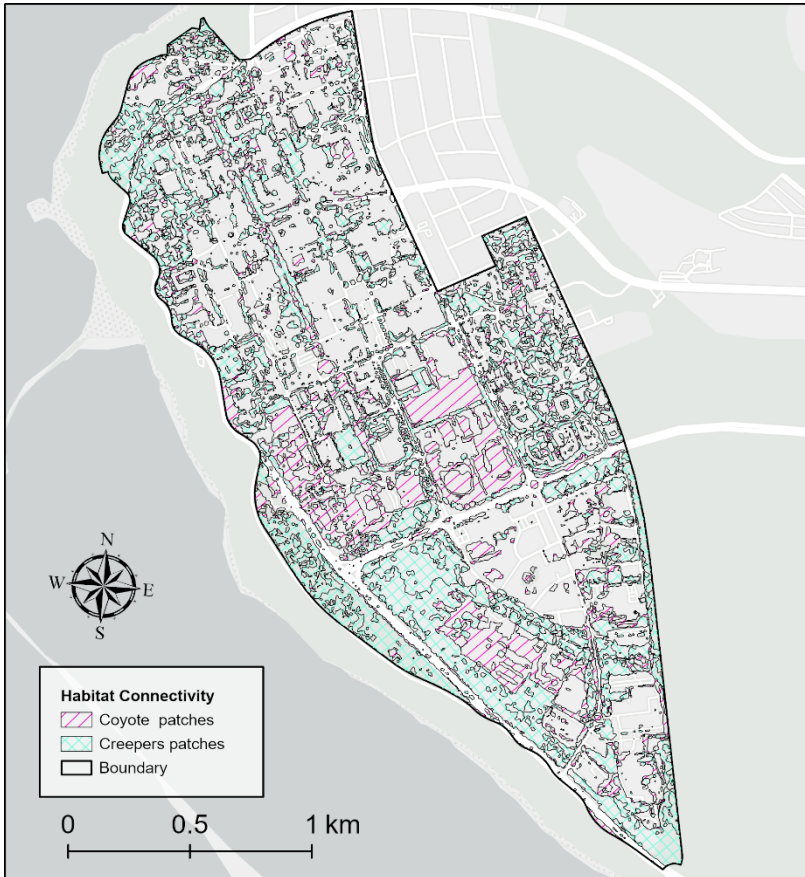 N
W E
S
Habitat Connectivity
Coyote patches
Creepers patches
Boundary
0 0.5 1 km